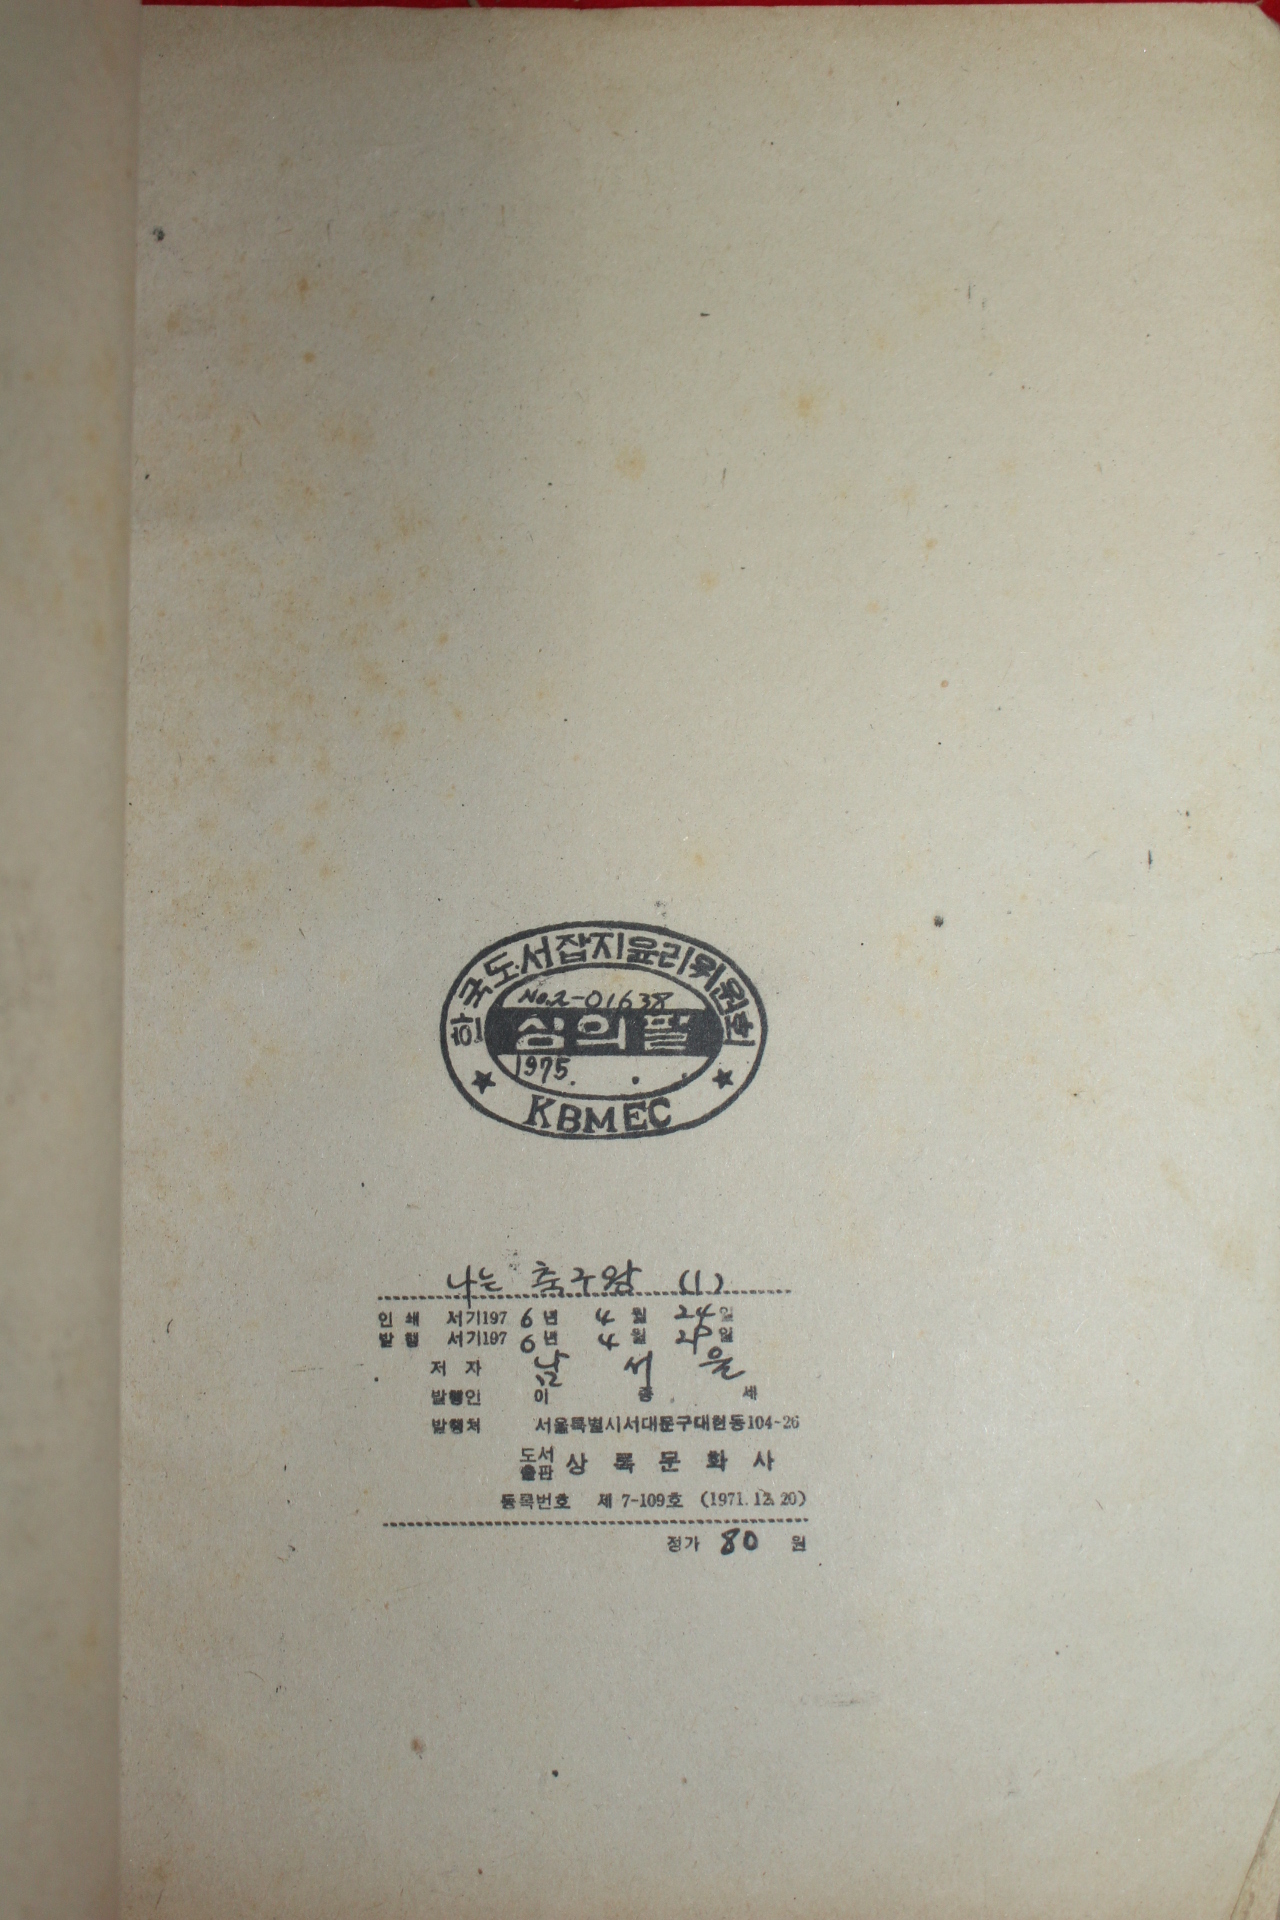 한국도서잡지윤리위원회
No.2-01638
심의필
1975.
KBMEC
나는 축구왕 (1)
인쇄 서기197 6년 4월 24일
발행 서기197 6년 4월 일
저자 남서운
발행인 이종세
발행처 서울특별시서대문구대현동104-26
도서출판 상록문화사
등록번호 제 7-109호 (1971.12.20)
정가 80 원